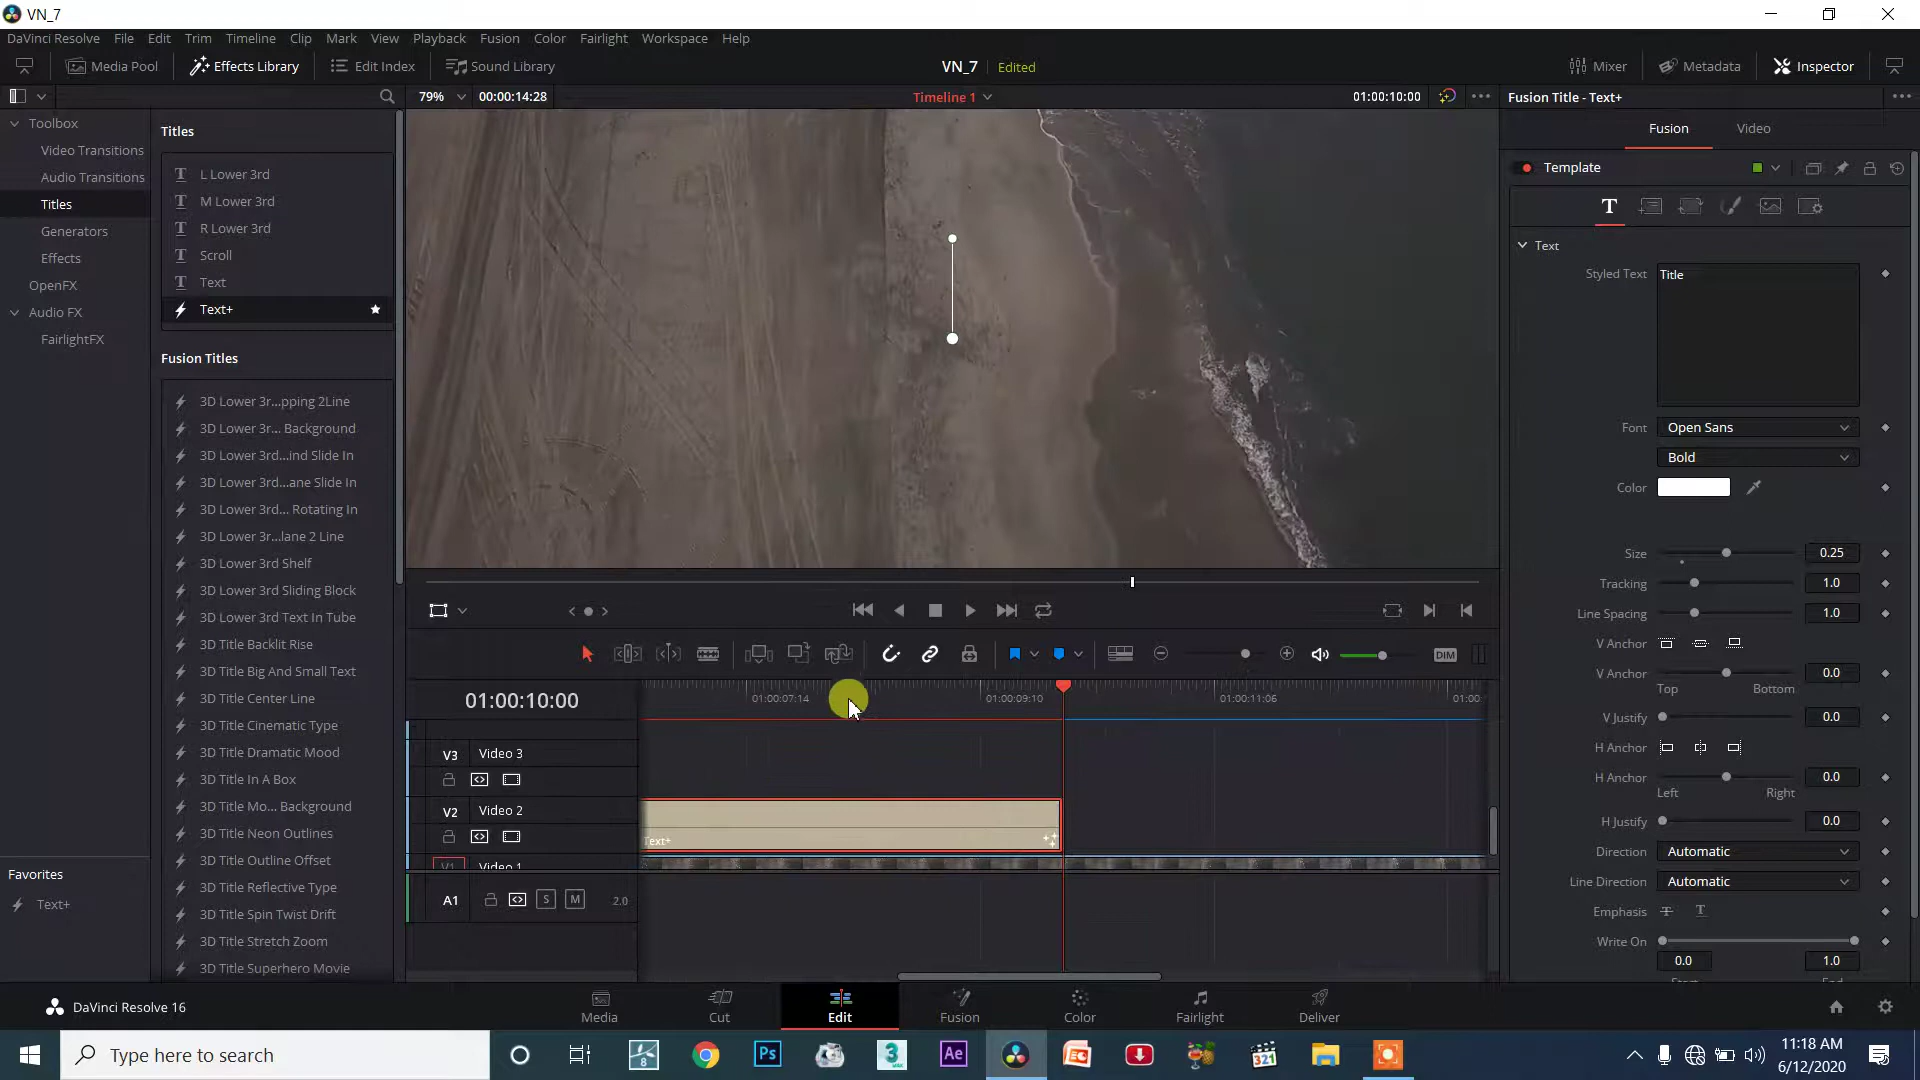 VN_7
DaVinci Resolve File Edit Trim Timeline Clip Mark View Playback Fusion Color Fairlight Workspace Help
Media Pool Effects Library Edit Index Sound Library VN_7 Edited Mixer Metadata Inspector
79% 00:00:14:28 Timeline 1 01:00:10:00 Fusion Title - Text+
Toolbox
Video Transitions
Audio Transitions
Titles
Generators
Effects
OpenFX
Audio FX
FairlightFX
Favorites
Text+
Titles
L Lower 3rd
M Lower 3rd
R Lower 3rd
Scroll
Text
Text+
Fusion Titles
3D Lower 3r...pping 2Line
3D Lower 3r... Background
3D Lower 3rd...ind Slide In
3D Lower 3rd...ane Slide In
3D Lower 3rd... Rotating In
3D Lower 3r...lane 2 Line
3D Lower 3rd Shelf
3D Lower 3rd Sliding Block
3D Lower 3rd Text In Tube
3D Title Backlit Rise
3D Title Big And Small Text
3D Title Center Line
3D Title Cinematic Type
3D Title Dramatic Mood
3D Title In A Box
3D Title Mo... Background
3D Title Neon Outlines
3D Title Outline Offset
3D Title Reflective Type
3D Title Spin Twist Drift
3D Title Stretch Zoom
3D Title Superhero Movie
DIM
01:00:10:00 01:00:07:14 01:00:09:10 01:00:11:06 01:00
V3 Video 3
V2 Video 2
Text+
V1 Video 1
A1 S M 2.0
Fusion Video
Template
T
Text
Styled Text Title
Font Open Sans
Bold
Color
Size 0.25
Tracking 1.0
Line Spacing 1.0
V Anchor
V Anchor 0.0
Top Bottom
V Justify 0.0
H Anchor
H Anchor 0.0
Left Right
H Justify 0.0
Direction Automatic
Line Direction Automatic
Emphasis T T
Write On
0.0 1.0
Start End
DaVinci Resolve 16 Media Cut Edit Fusion Color Fairlight Deliver
Type here to search
8 Ps 3 Ae 321
11:18 AM
6/12/2020